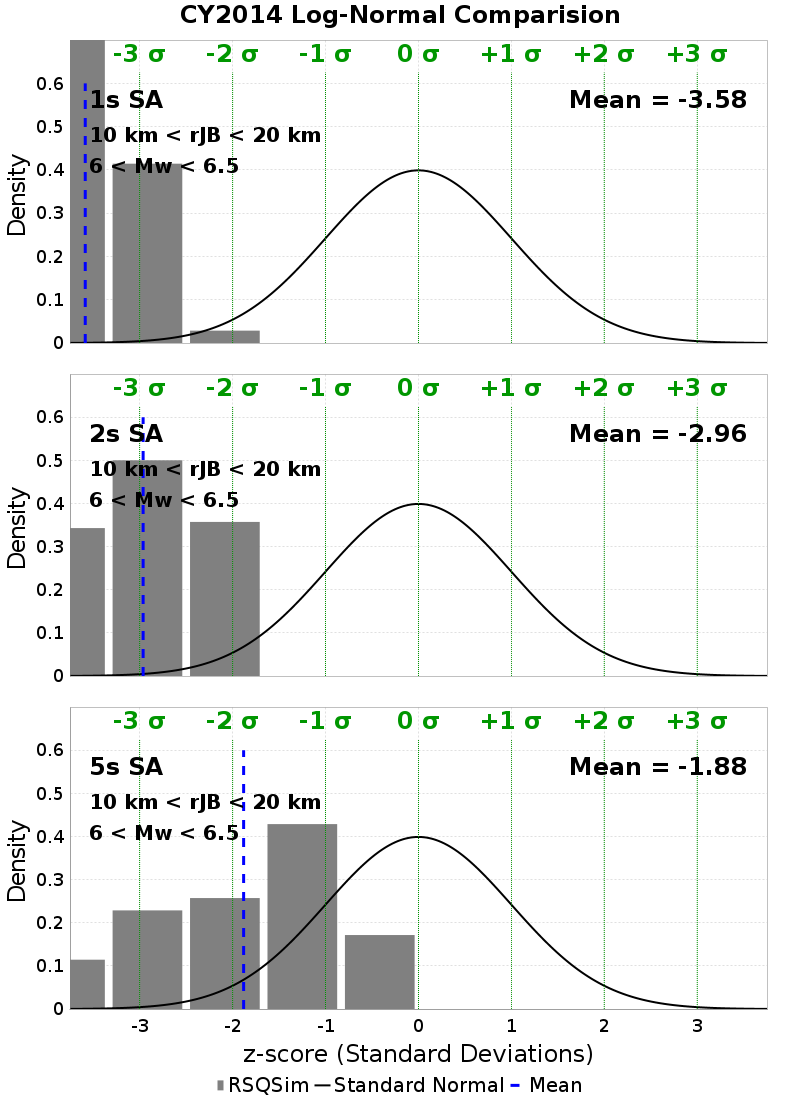 CY2014 Log-Normal Comparision
-3 σ -2 σ -1 σ 0 σ +1 σ +2 σ +3 σ
0.6
1s SA Mean = -3.58
0.5
10 km < rJB < 20 km
6 < Mw < 6.5
0.4
0.3
0.2
0.1
0
Density
-3 σ -2 σ -1 σ 0 σ +1 σ +2 σ +3 σ
0.6
2s SA Mean = -2.96
0.5
10 km < rJB < 20 km
6 < Mw < 6.5
0.4
0.3
0.2
0.1
0
Density
-3 σ -2 σ -1 σ 0 σ +1 σ +2 σ +3 σ
0.6
5s SA Mean = -1.88
0.5
10 km < rJB < 20 km
6 < Mw < 6.5
0.4
0.3
0.2
0.1
0
Density
-3 -2 -1 0 1 2 3
z-score (Standard Deviations)
RSQSim Standard Normal Mean